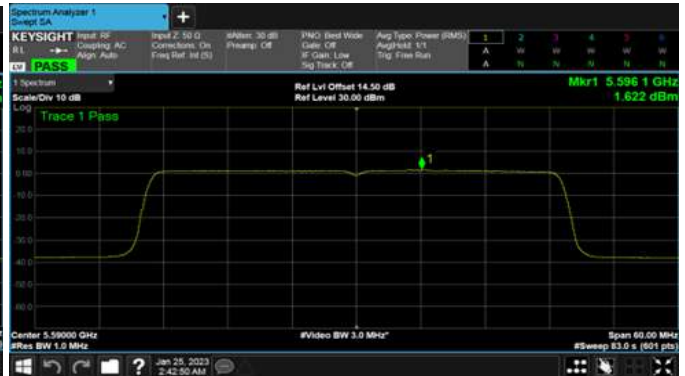 Spectrum Analyzer 1
Swept SA
+
KEYSIGHT Input: RF Input Z: 50 Ω #Atten: 30 dB PNO: Best Wide Avg Type: Power (RMS) 1 2 3 4 5 6
RL Coupling: AC Corrections: On Preamp: Off Gate: Off Avg|Hold: 1/1 A W W W W W
Align: Auto Freq Ref: Int (S) IF Gain: Low Trig: Free Run
LXI PASS Sig Track: Off A N N N N N
1 Spectrum Ref Lvl Offset 14.50 dB Mkr1 5.596 1 GHz
Scale/Div 10 dB Ref Level 30.00 dBm 1.622 dBm
Log
Trace 1 Pass
20.0
1
0.00
-10.0
-20.0
-40.0
-50.0
-60.0
Center 5.59000 GHz #Video BW 3.0 MHz* Span 60.00 MHz
#Res BW 1.0 MHz #Sweep 83.0 s (601 pts)
? Jan 25, 2023
2:42:50 AM